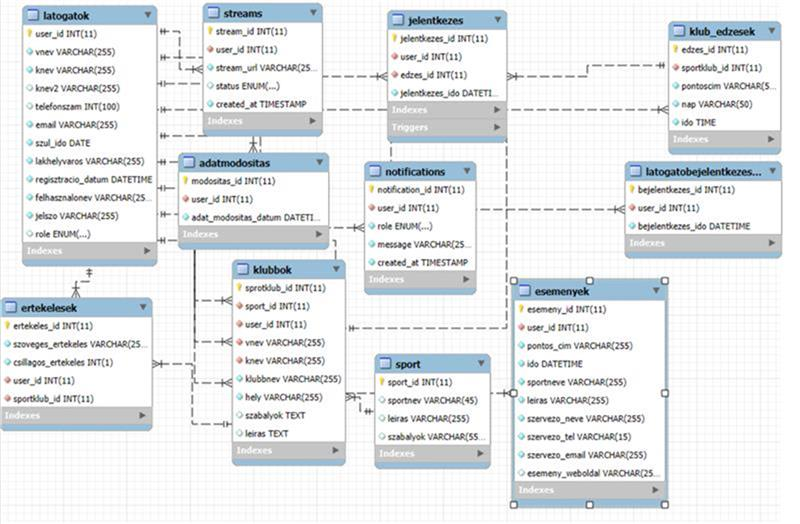 latogatok
user_id INT(11)
vnev VARCHAR(255)
knev VARCHAR(255)
knev2 VARCHAR(255)
telefonszam INT(100)
email VARCHAR(255)
szul_ido DATE
lakhelyvaros VARCHAR(255)
regisztracio_datum DATETIME
felhasznalonev VARCHAR(25...
jelszo VARCHAR(255)
role ENUM(...)
Indexes
streams
stream_id INT(11)
user_id INT(11)
stream_url VARCHAR(25...
status ENUM(...)
created_at TIMESTAMP
Indexes
jelentkezes
jelentkezes_id INT(11)
user_id INT(11)
edzes_id INT(11)
jelentkezes_ido DATETI...
Indexes
Triggers
klub_edzesek
edzes_id INT(11)
sportklub_id INT(11)
pontoscim VARCHAR(5...
nap VARCHAR(50)
ido TIME
Indexes
adatmodositas
modositas_id INT(11)
user_id INT(11)
adat_modositas_datum DATETI...
Indexes
notifications
notification_id INT(11)
user_id INT(11)
role ENUM(...)
message VARCHAR(25...
created_at TIMESTAMP
Indexes
latogatobejelentkezes...
bejelentkezes_id INT(11)
user_id INT(11)
bejelentkezes_ido DATETIME
Indexes
klubbok
sprotklub_id INT(11)
sport_id INT(11)
user_id INT(11)
vnev VARCHAR(255)
knev VARCHAR(255)
klubbnev VARCHAR(255)
hely VARCHAR(255)
szabalyok TEXT
leiras TEXT
Indexes
esemenyek
esemeny_id INT(11)
user_id INT(11)
pontos_cim VARCHAR(255)
ido DATETIME
sportneve VARCHAR(255)
leiras VARCHAR(255)
szervezo_neve VARCHAR(255)
szervezo_tel VARCHAR(15)
szervezo_email VARCHAR(255)
esemeny_weboldal VARCHAR(25...
Indexes
ertekelesek
ertekeles_id INT(11)
szoveges_ertekeles VARCHAR(25...
csillagos_ertekeles INT(1)
user_id INT(11)
sportklub_id INT(11)
Indexes
sport
sport_id INT(11)
sportnev VARCHAR(45)
leiras VARCHAR(255)
szabalyok VARCHAR(55...
Indexes